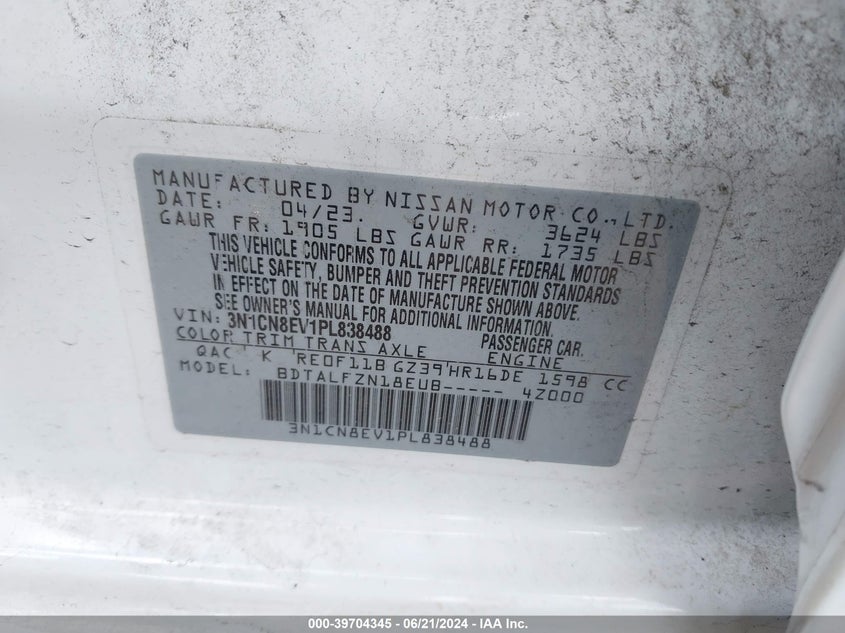 MANUFACTURED BY NISSAN MOTOR CO., LTD.
DATE: 04/23. GVWR: 3624 LBS
GAWR FR: 1905 LBS GAWR RR: 1735 LBS
THIS VEHICLE CONFORMS TO ALL APPLICABLE FEDERAL MOTOR
VEHICLE SAFETY, BUMPER AND THEFT PREVENTION STANDARDS
IN EFFECT ON THE DATE OF MANUFACTURE SHOWN ABOVE.
SEE OWNER'S MANUAL FOR ADDITIONAL INFORMATION.
VIN: 3N1CN8EV1PL838488 PASSENGER CAR.
COLOR TRIM TRANS AXLE ENGINE
QAC K RE0F11B GZ39 HR16DE 1598 CC
MODEL: BDTALFZN18EUB----- 4Z000
3N1CN8EV1PL838488
000-39704345 - 06/21/2024 - IAA Inc.